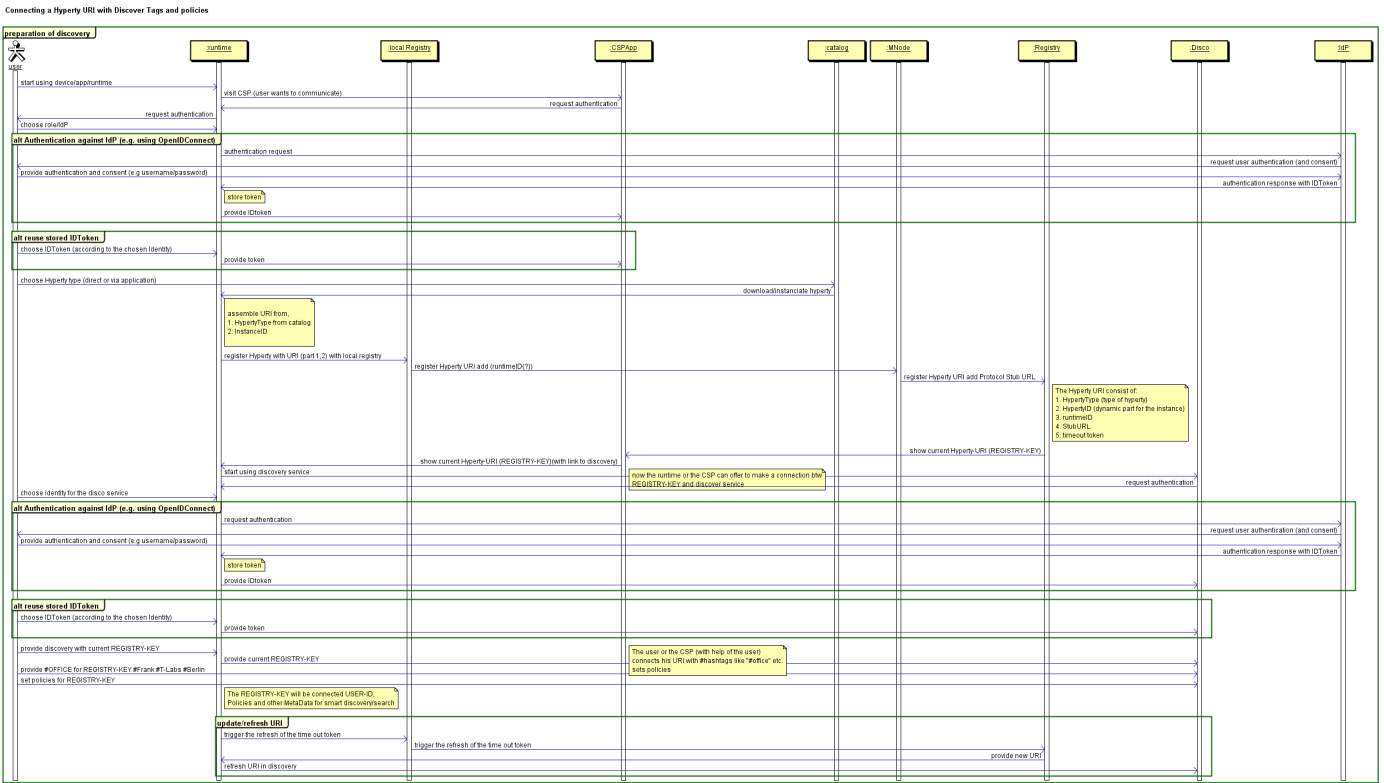 Connecting a Hyperty URI with Discover Tags and policies
preparation of discovery
user
:runtime
:local Registry
:CSPApp
:catalog
:MNode
:Registry
:Disco
:IdP
start using device/app/runtime
visit CSP (user wants to communicate)
request authentication
request authentication
choose role/IdP
alt Authentication against IdP (e.g. using OpenIDConnect)
authentication request
request user authentication (and consent)
provide authentication and consent (e.g username/password)
authentication response with IDToken
store token
provide IDtoken
alt reuse stored IDToken
choose IDToken (according to the chosen Identity)
provide token
choose Hyperty type (direct or via application)
download/instanciate hyperty
assemble URI from,
1: HypertyType from catalog
2: InstanceID
register Hyperty with URI (part 1,2) with local registry
register Hyperty URI add (runtimeID(?))
register Hyperty URI add Protocol Stub URL
The Hyperty URI consist of:
1. HypertyType (type of hyperty)
2. HypertyID (dynamic part for the instance)
3. runtimeID
4. StubURL
5. timeout token
show current Hyperty-URI (REGISTRY-KEY)
show current Hyperty-URI (REGISTRY-KEY)(with link to discovery)
start using discovery service
now the runtime or the CSP can offer to make a connection btw
REGISTRY-KEY and discover service
request authentication
choose identity for the disco service
alt Authentication against IdP (e.g. using OpenIDConnect)
request authentication
request user authentication (and consent)
provide authentication and consent (e.g username/password)
authentication response with IDToken
store token
provide IDtoken
alt reuse stored IDToken
choose IDToken (according to the chosen Identity)
provide token
provide discovery with current REGISTRY-KEY
provide current REGISTRY-KEY
The user or the CSP (with help of the user)
connects his URI with #hashtags like "#office" etc.
sets policies
provide #OFFICE for REGISTRY-KEY #Frank #T-Labs #Berlin
set policies for REGISTRY-KEY
The REGISTRY-KEY will be connected USER-ID,
Policies and other MetaData for smart discovery/search
update/refresh URI
trigger the refresh of the time out token
trigger the refresh of the time out token
provide new URI
refresh URI in discovery